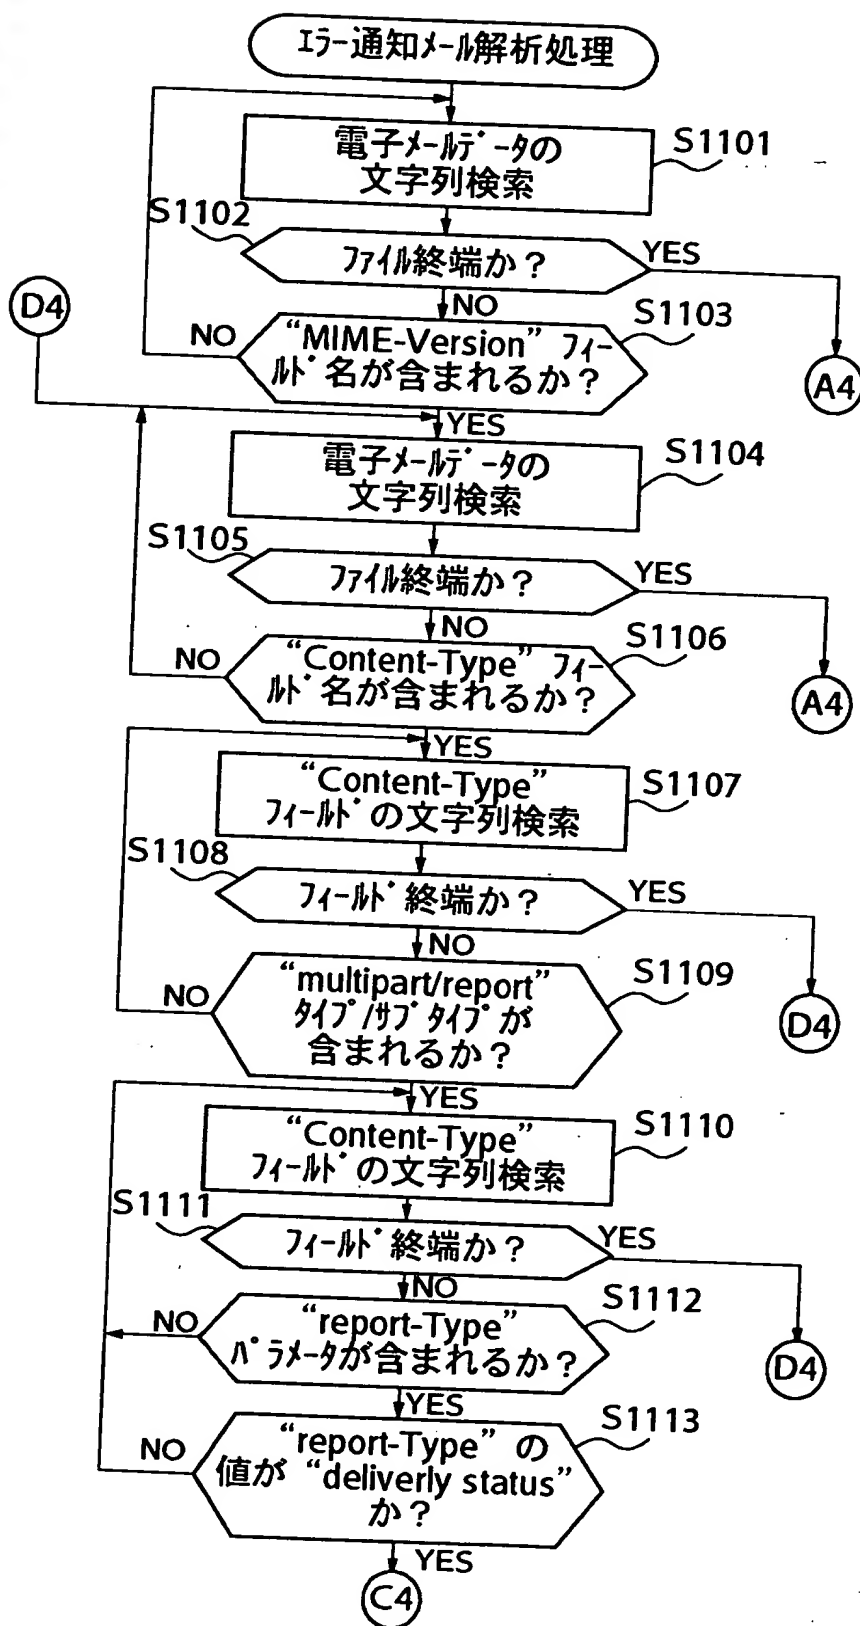 ｴﾗｰ通知ﾒｰﾙ解析処理
電子ﾒｰﾙﾃﾞｰﾀの
文字列検索
S1101
S1102
ﾌｧｲﾙ終端か？
YES
NO
D4
S1103
NO
“MIME-Version” ﾌｨｰ
ﾙﾄﾞ名が含まれるか？
A4
YES
電子ﾒｰﾙﾃﾞｰﾀの
文字列検索
S1104
S1105
ﾌｧｲﾙ終端か？
YES
NO
S1106
NO
“Content-Type” ﾌｨｰ
ﾙﾄﾞ名が含まれるか？
A4
YES
“Content-Type”
ﾌｨｰﾙﾄﾞの文字列検索
S1107
S1108
ﾌｨｰﾙﾄﾞ終端か？
YES
NO
S1109
NO
“multipart/report”
ﾀｲﾌﾟ/ｻﾌﾞﾀｲﾌﾟが
含まれるか？
D4
YES
“Content-Type”
ﾌｨｰﾙﾄﾞの文字列検索
S1110
S1111
ﾌｨｰﾙﾄﾞ終端か？
YES
NO
S1112
NO
“report-Type”
ﾊﾟﾗﾒｰﾀが含まれるか？
D4
YES
S1113
NO
“report-Type” の
値が “deliverly status”
か？
YES
C4